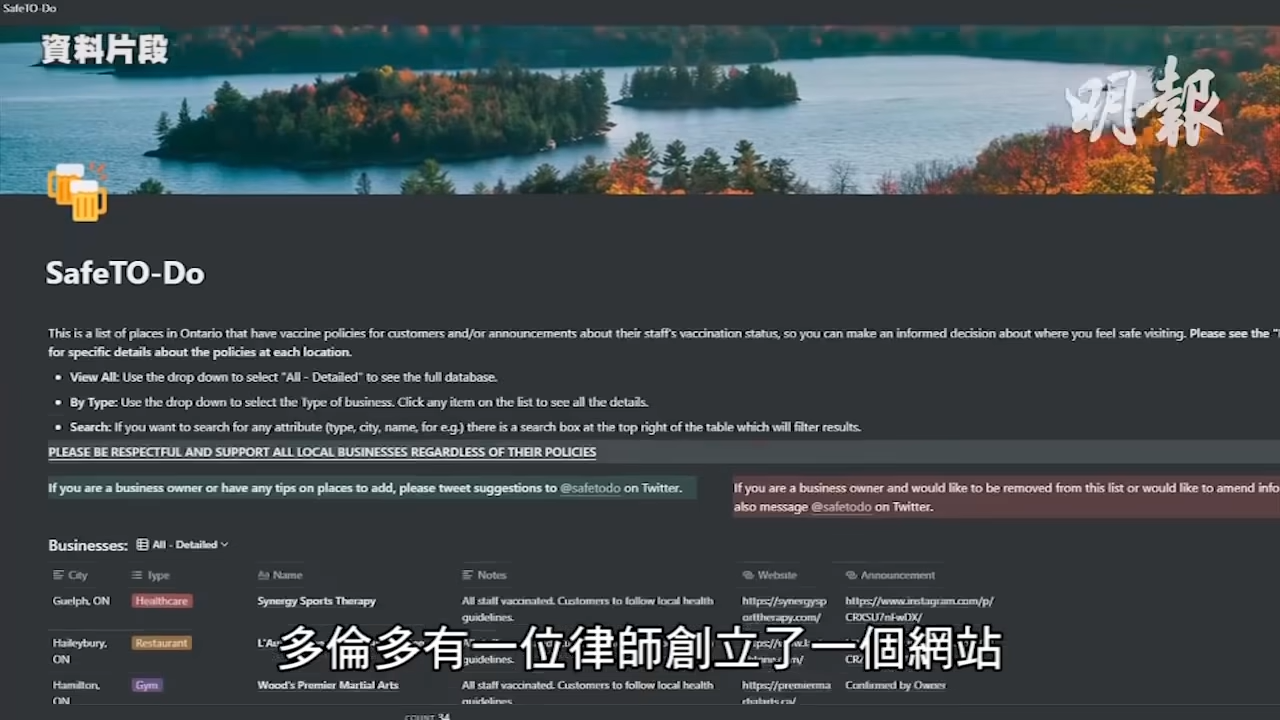 SafeTO-Do
資料片段
明報
SafeTO-Do
This is a list of places in Ontario that have vaccine policies for customers and/or announcements about their staff's vaccination status, so you can make an informed decision about where you feel safe visiting. Please see the
for specific details about the policies at each location.
• View All: Use the drop down to select "All - Detailed" to see the full database.
• By Type: Use the drop down to select the Type of business. Click any item on the list to see all the details.
• Search: If you want to search for any attribute (type, city, name, for e.g.) there is a search box at the top right of the table which will filter results.
PLEASE BE RESPECTFUL AND SUPPORT ALL LOCAL BUSINESSES REGARDLESS OF THEIR POLICIES
If you are a business owner or have any tips on places to add, please tweet suggestions to @safetodo on Twitter.
If you are a business owner and would like to be removed from this list or would like to amend info
also message @safetodo on Twitter.
Businesses: All - Detailed
City Type Name Notes Website Announcement
Guelph, ON Healthcare Synergy Sports Therapy All staff vaccinated. Customers to follow local health https://synergysp https://www.instagram.com/p/
guidelines. orttherapy.com/ CRXSU7nFwDX/
Haileybury, Restaurant
ON guidelines.
多倫多有一位律師創立了一個網站
Hamilton, Gym Wood's Premier Martial Arts All staff vaccinated. Customers to follow local health https://premierma Confirmed by Owner
ON guidelines. rtialarts.ca/
COUNT 34